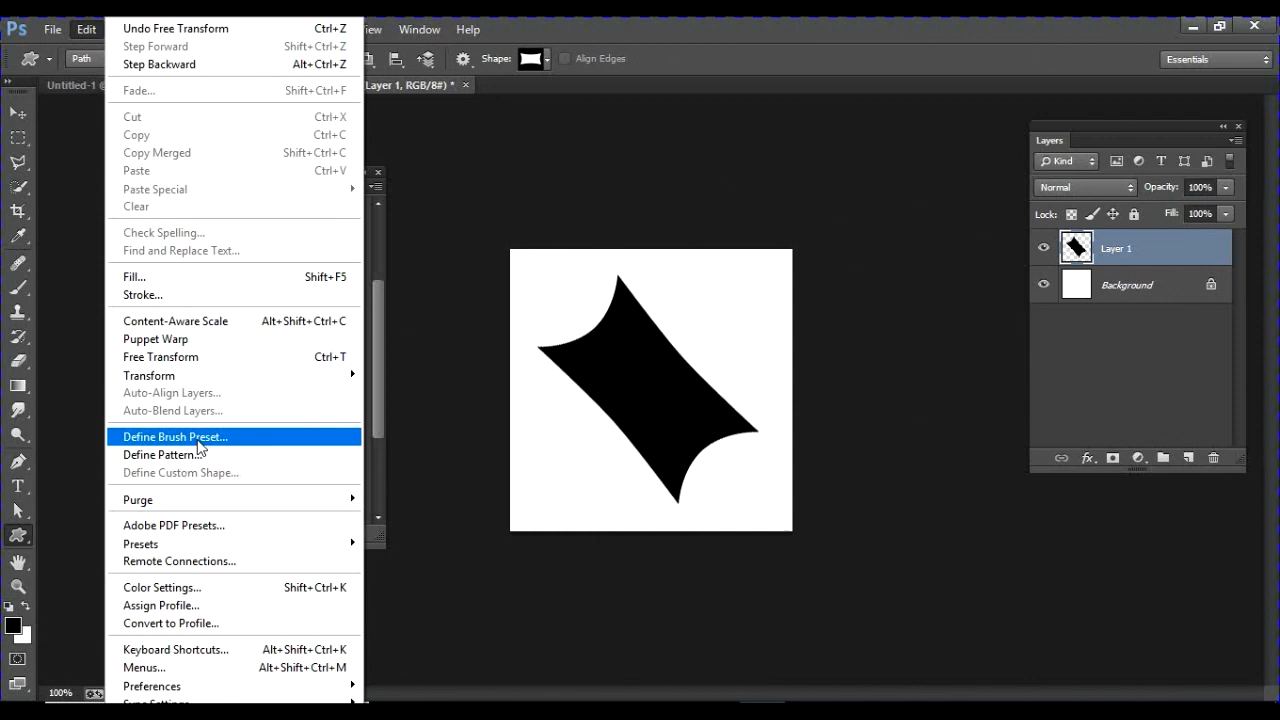 Ps File Edit iew Window Help
Path Shape: Align Edges Essentials
Untitled-1 @ Layer 1, RGB/8#) * ×
Undo Free Transform Ctrl+Z
Step Forward Shift+Ctrl+Z
Step Backward Alt+Ctrl+Z
Fade... Shift+Ctrl+F
Cut Ctrl+X
Copy Ctrl+C
Copy Merged Shift+Ctrl+C
Paste Ctrl+V
Paste Special
Clear
Check Spelling...
Find and Replace Text...
Fill... Shift+F5
Stroke...
Content-Aware Scale Alt+Shift+Ctrl+C
Puppet Warp
Free Transform Ctrl+T
Transform
Auto-Align Layers...
Auto-Blend Layers...
Define Brush Preset...
Define Pattern...
Define Custom Shape...
Purge
Adobe PDF Presets...
Presets
Remote Connections...
Color Settings... Shift+Ctrl+K
Assign Profile...
Convert to Profile...
Keyboard Shortcuts... Alt+Shift+Ctrl+K
Menus... Alt+Shift+Ctrl+M
Preferences
Sync Settings
100%
Layers
Kind
Normal Opacity: 100%
Lock: Fill: 100%
Layer 1
Background
fx